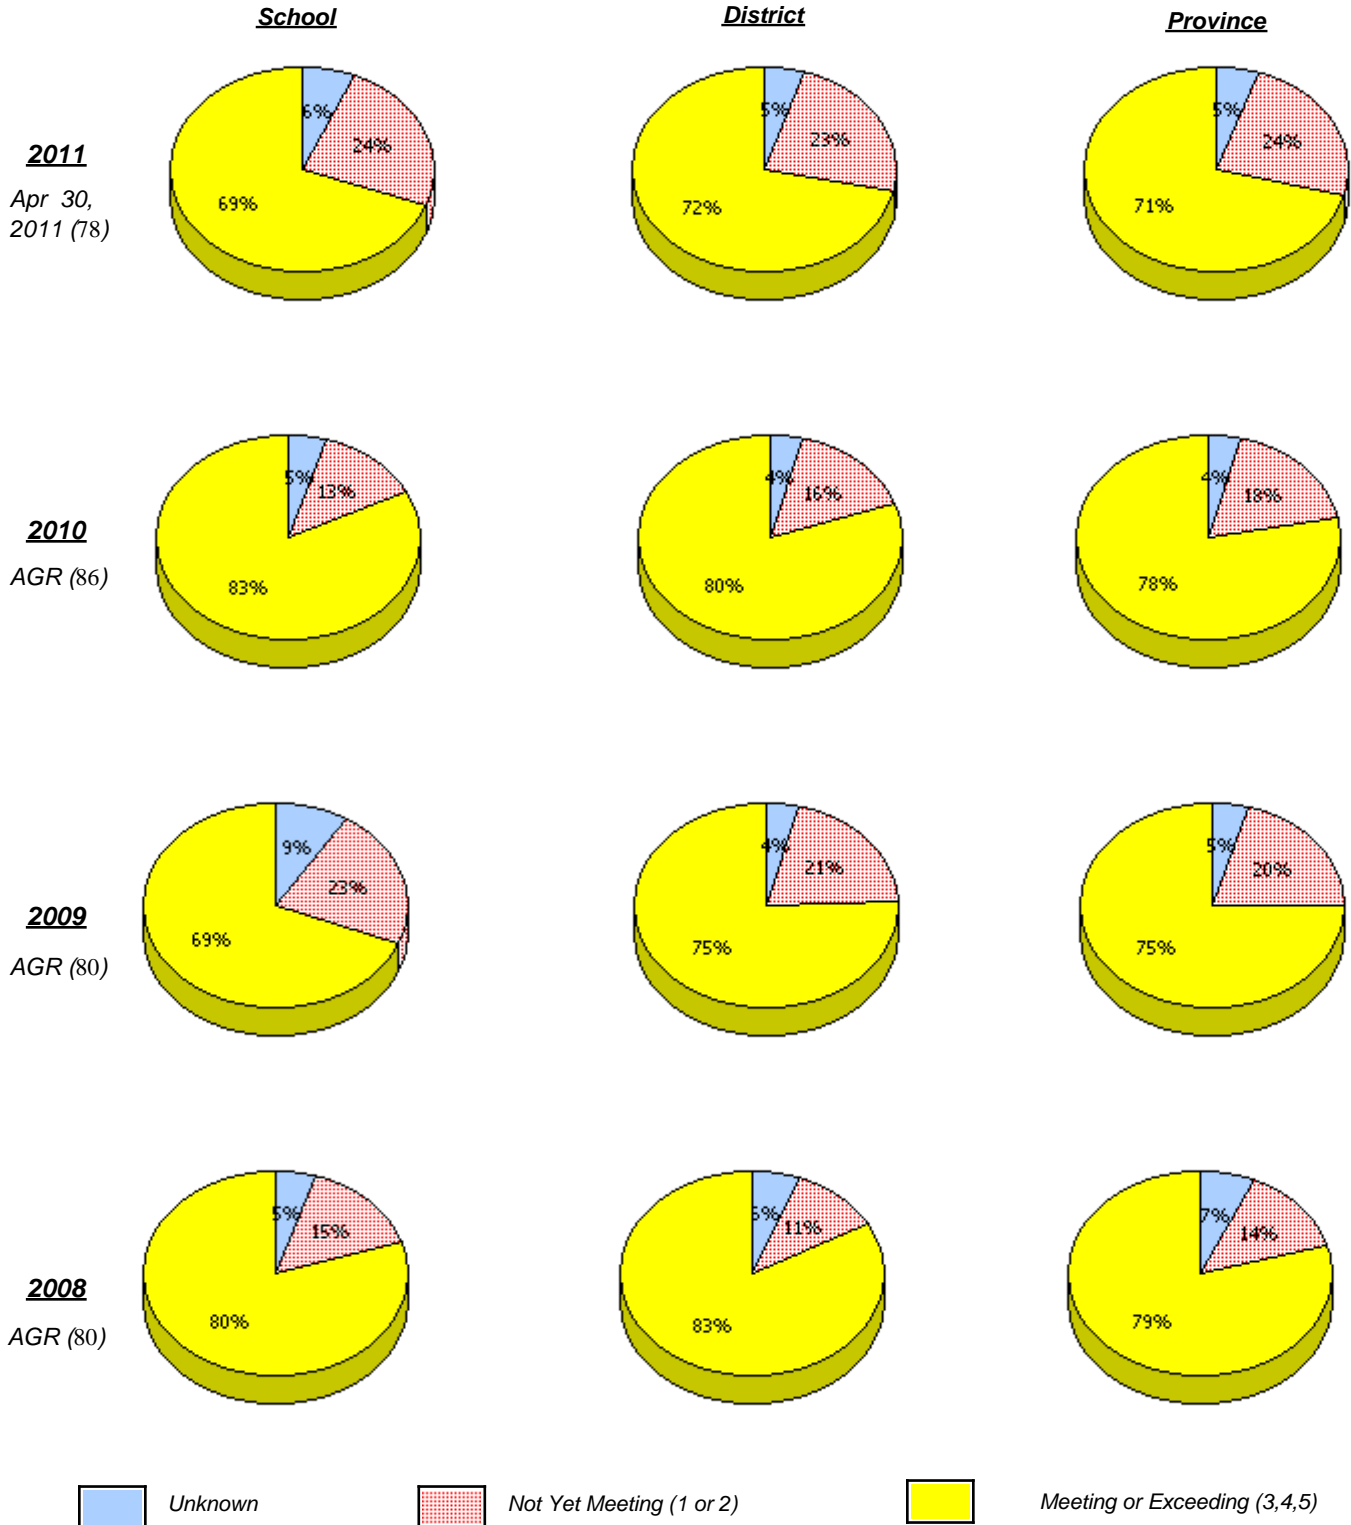 School District Province
6% 5% 5%
24% 23% 24%
2011
Apr 30,
2011 (78)
69% 72% 71%
5% 4% 4%
13% 16% 18%
2010
AGR (86)
83% 80% 78%
9% 4% 5%
23% 21% 20%
2009
AGR (80)
69% 75% 75%
5% 7%
15% 11% 14%
2008
AGR (80)
80% 83% 79%
Unknown Not Yet Meeting (1 or 2) Meeting or Exceeding (3,4,5)